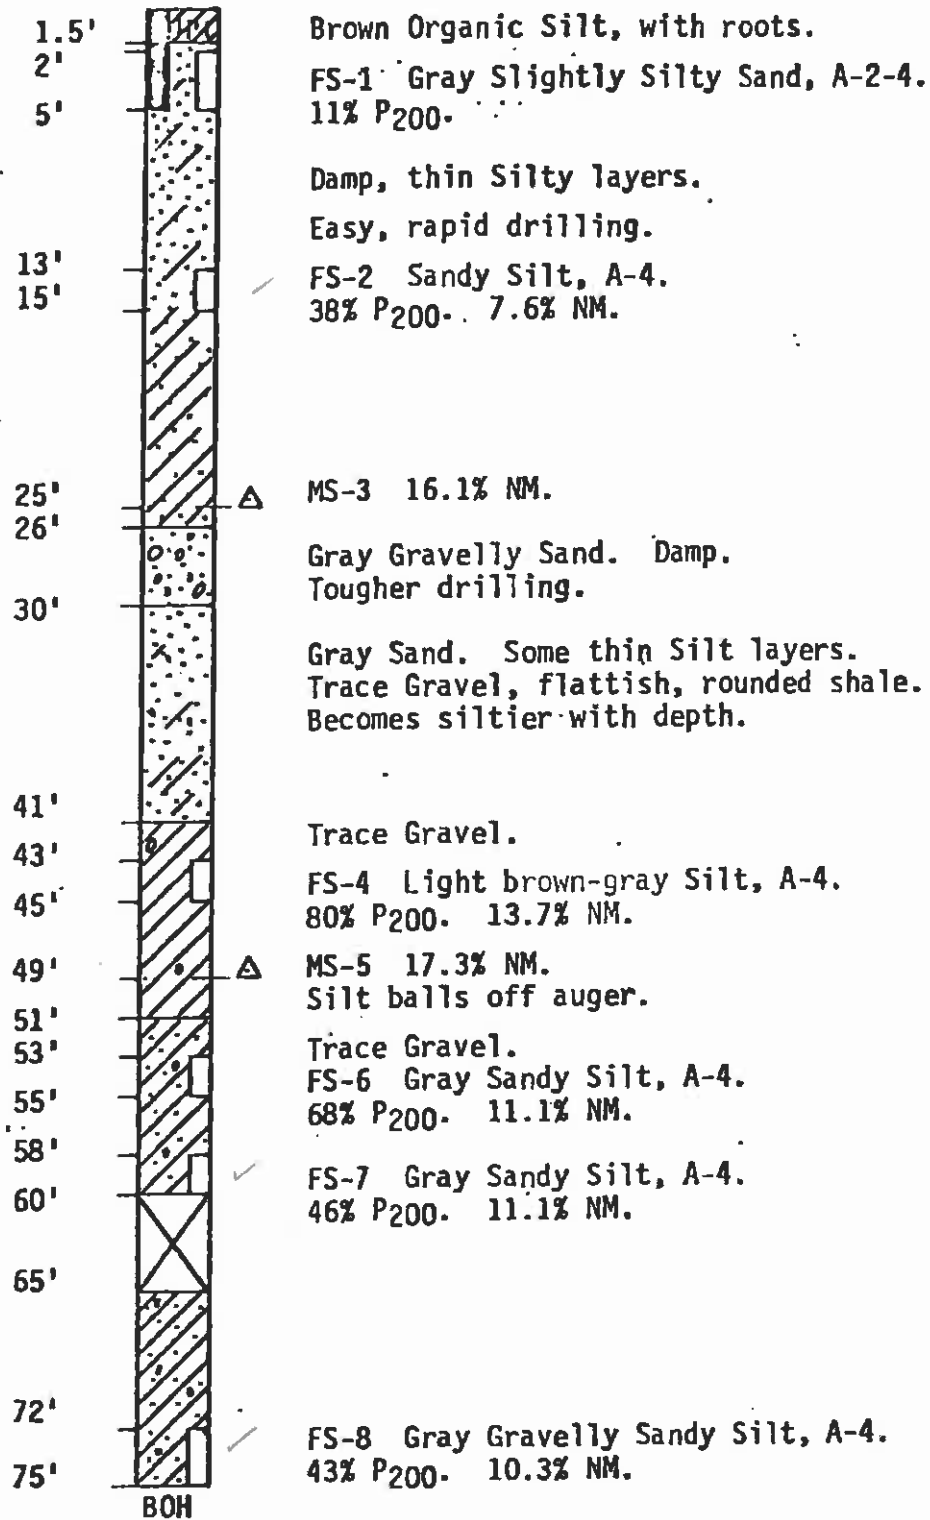 1.5' Brown Organic Silt, with roots.
2' FS-1 Gray Slightly Silty Sand, A-2-4.
5' 11% P200.
Damp, thin Silty layers.
Easy, rapid drilling.
13' FS-2 Sandy Silt, A-4.
15' 38% P200. 7.6% NM.
25' MS-3 16.1% NM.
26'
Gray Gravelly Sand. Damp.
Tougher drilling.
30'
Gray Sand. Some thin Silt layers.
Trace Gravel, flattish, rounded shale.
Becomes siltier with depth.
41'
Trace Gravel.
43' FS-4 Light brown-gray Silt, A-4.
45' 80% P200. 13.7% NM.
49' MS-5 17.3% NM.
Silt balls off auger.
51'
53' Trace Gravel.
FS-6 Gray Sandy Silt, A-4.
55' 68% P200. 11.1% NM.
58' FS-7 Gray Sandy Silt, A-4.
60' 46% P200. 11.1% NM.
65'
72' FS-8 Gray Gravelly Sandy Silt, A-4.
75' 43% P200. 10.3% NM.
BOH